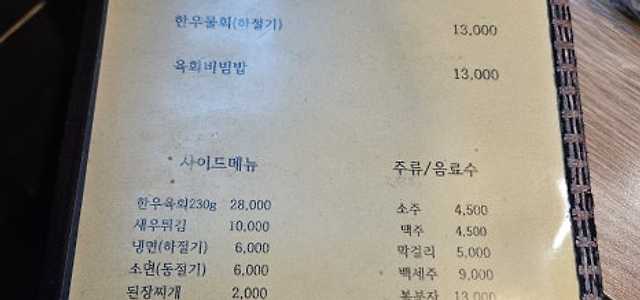 한우물회(하절기) 13,000
육회비빔밥 13,000
사이드메뉴
한우육회230g 28,000
새우튀김 10,000
냉면(하절기) 6,000
소면(동절기) 6,000
된장찌개 2,000
주류/음료수
소주 4,500
맥주 4,500
막걸리 5,000
백세주 9,000
복분자 13,000